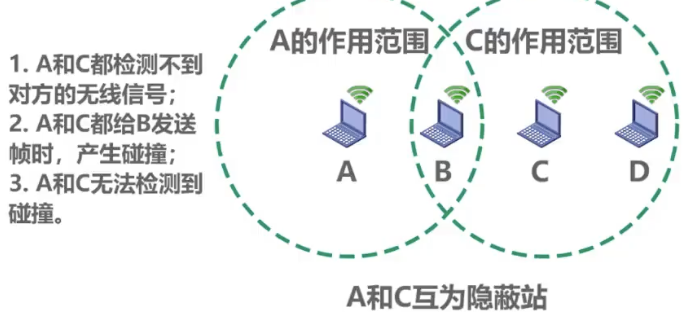 A的作用范围 C的作用范围
1. A和C都检测不到
对方的无线信号；
2. A和C都给B发送
帧时，产生碰撞；
3. A和C无法检测到
碰撞。
A B C D
A和C互为隐蔽站